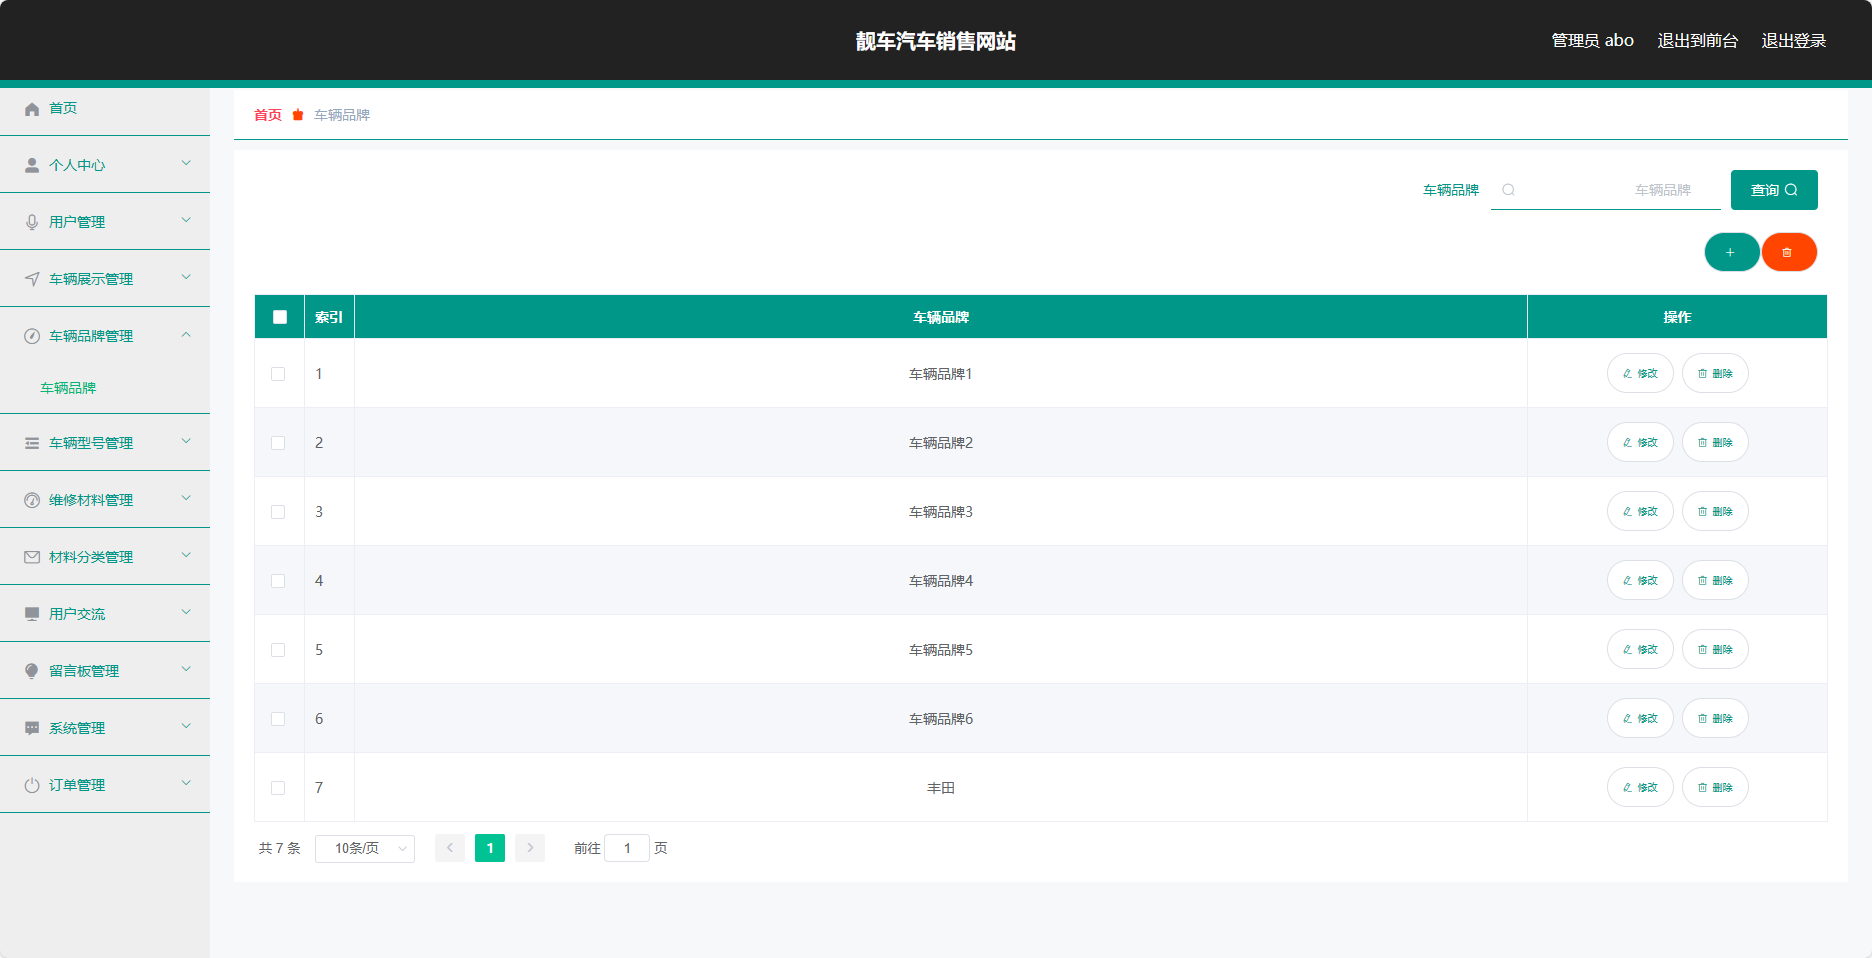 靓车汽车销售网站
管理员 abo 退出到前台 退出登录
首页
个人中心
用户管理
车辆展示管理
车辆品牌管理
车辆品牌
车辆型号管理
维修材料管理
材料分类管理
用户交流
留言板管理
系统管理
订单管理
首页 车辆品牌
车辆品牌 车辆品牌 查询
索引 车辆品牌 操作
1 车辆品牌1 修改 删除
2 车辆品牌2 修改 删除
3 车辆品牌3 修改 删除
4 车辆品牌4 修改 删除
5 车辆品牌5 修改 删除
6 车辆品牌6 修改 删除
7 丰田 修改 删除
共 7 条 10条/页 1 前往 1 页